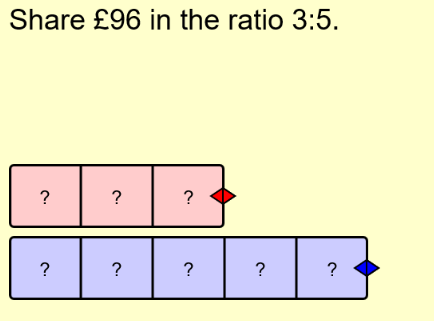 Share £96 in the ratio 3:5.
? ? ?
? ? ? ? ?